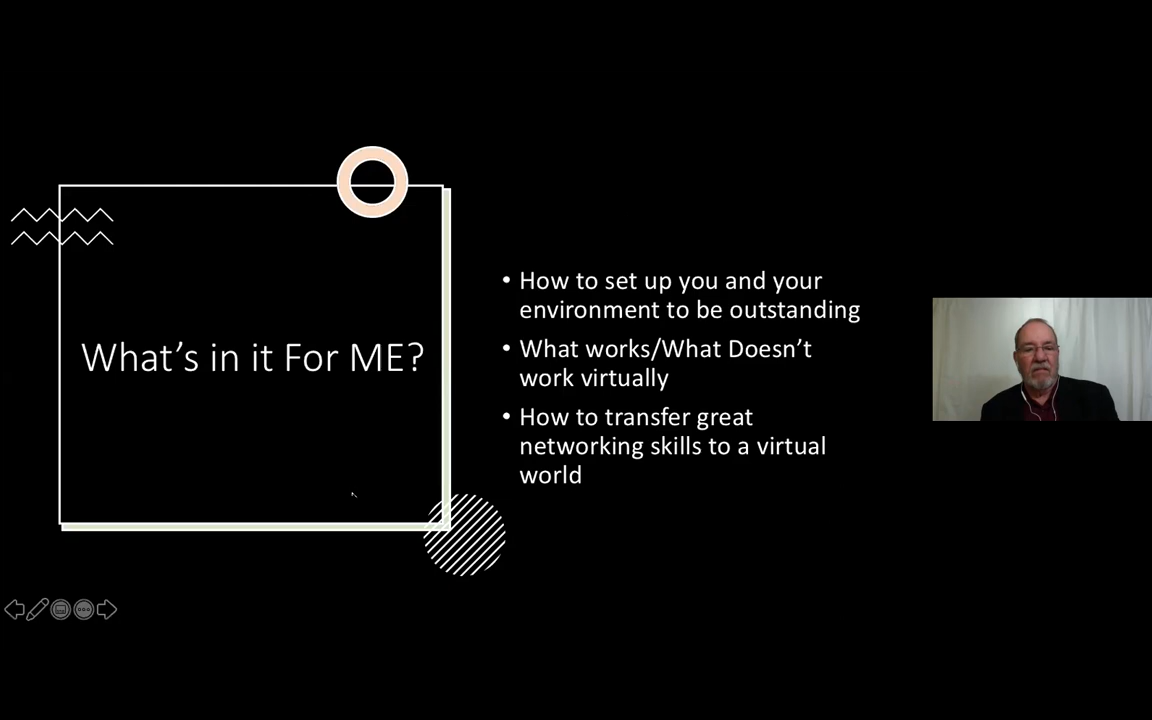 What's in it For ME?
• How to set up you and your
environment to be outstanding
• What works/What Doesn't
work virtually
• How to transfer great
networking skills to a virtual
world